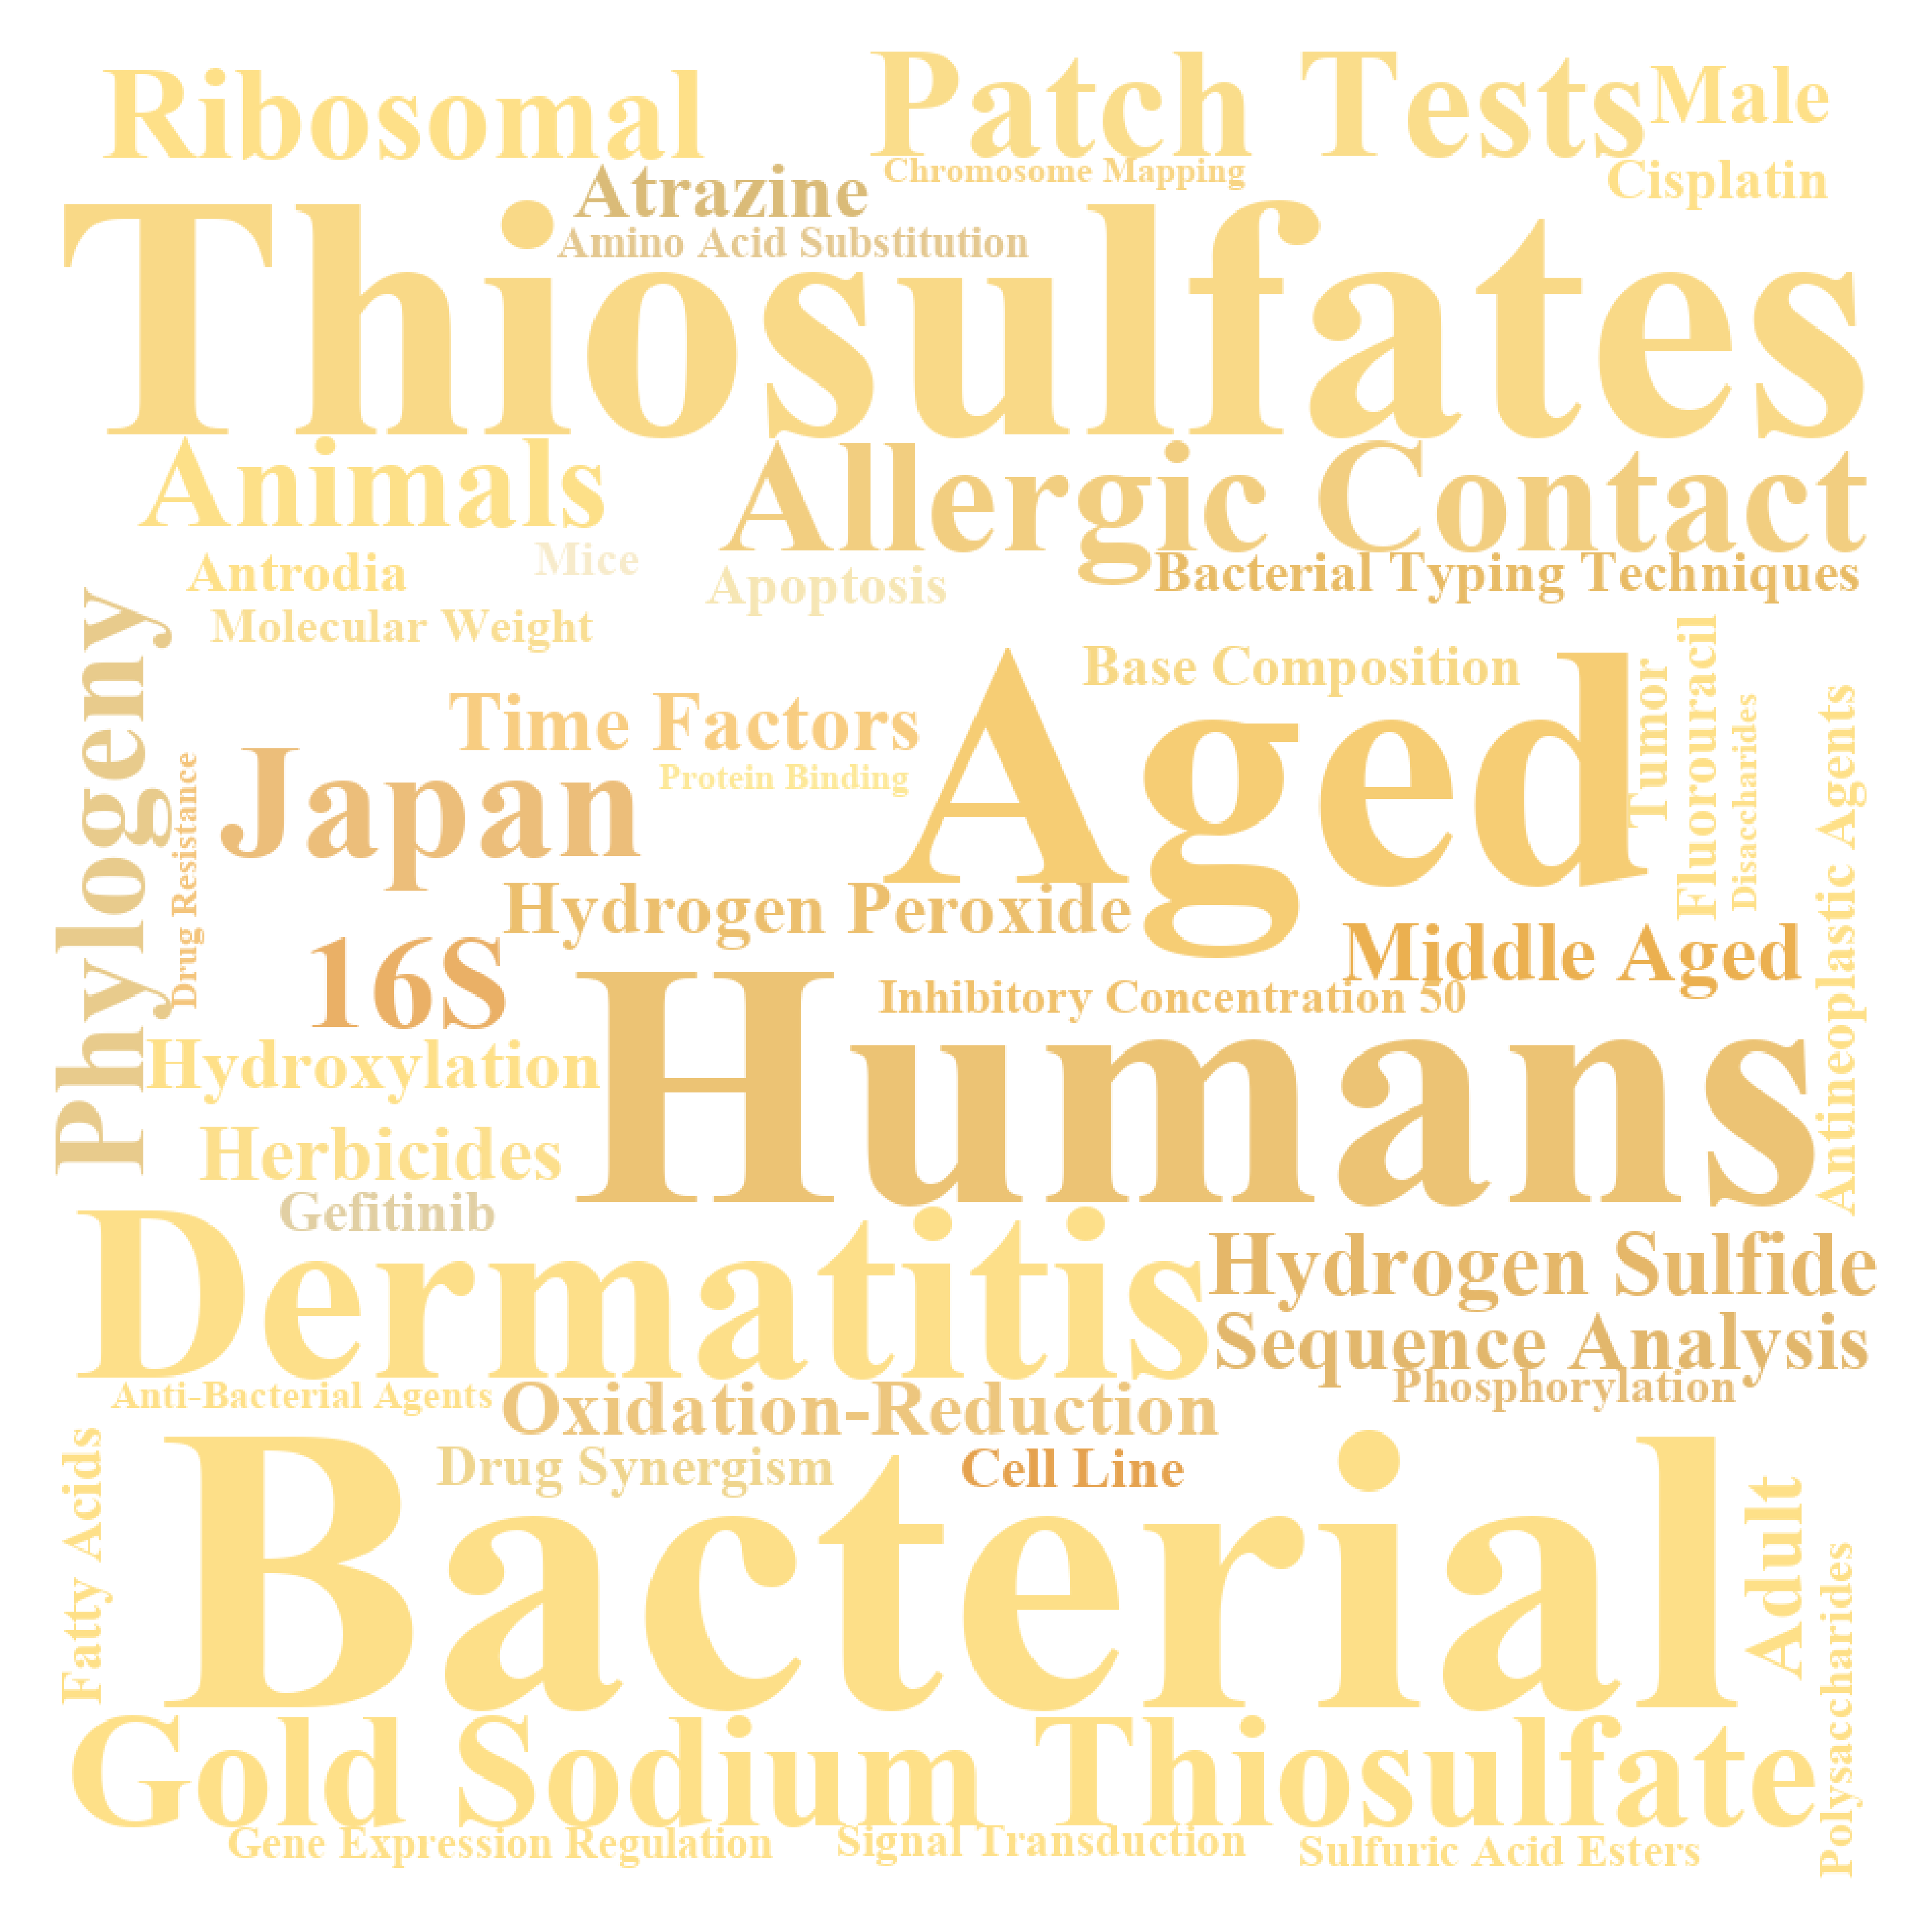 Ribosomal
Patch Tests
Male
Chromosome Mapping
Cisplatin
Atrazine
Amino Acid Substitution
Thiosulfates
Animals
Allergic Contact
Antrodia
Mice
Apoptosis
Bacterial Typing Techniques
Molecular Weight
Phylogeny
Base Composition
Tumor
Fluorouracil
Disaccharides
Antineoplastic Agents
Time Factors
Aged
Japan
Protein Binding
Drug Resistance
Hydrogen Peroxide
16S
Middle Aged
Inhibitory Concentration 50
Humans
Hydroxylation
Herbicides
Gefitinib
Dermatitis
Hydrogen Sulfide
Sequence Analysis
Anti-Bacterial Agents
Oxidation-Reduction
Phosphorylation
Fatty Acids
Drug Synergism
Cell Line
Bacterial
Adult
Polysaccharides
Gold Sodium Thiosulfate
Gene Expression Regulation
Signal Transduction
Sulfuric Acid Esters